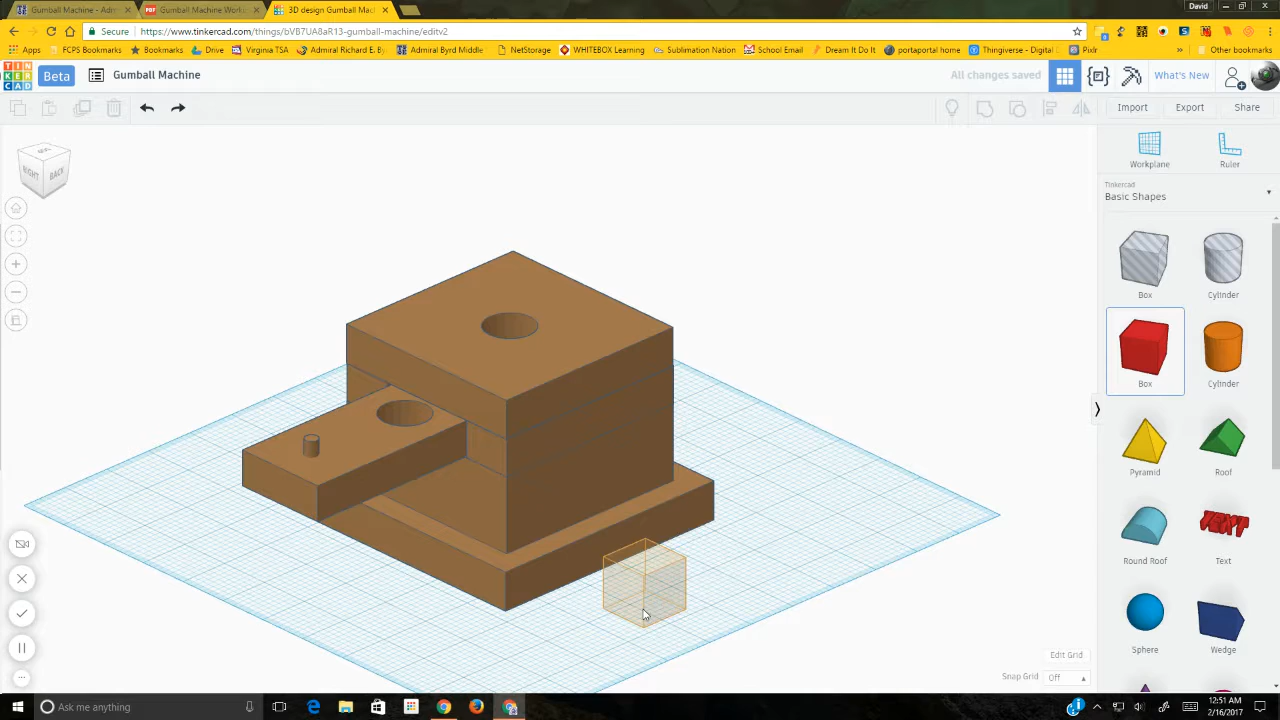 Gumball Machine - Adm
Gumball Machine Works
3D design Gumball Mac
David
Secure
https://www.tinkercad.com/things/bVB7UA8aR13-gumball-machine/editv2
Apps
FCPS Bookmarks
Bookmarks
Drive
Virginia TSA
Admiral Richard E. By
Admiral Byrd Middle
NetStorage
WHITEBOX Learning
Sublimation Nation
School Email
Dream It Do It
portaportal home
Thingiverse - Digital
Pixlr
Other bookmarks
TIN
KER
CAD
Beta
Gumball Machine
All changes saved
What's New
Import
Export
Share
RIGHT
BACK
Workplane
Ruler
Tinkercad
Basic Shapes
Box
Cylinder
Box
Cylinder
Pyramid
Roof
TEXT
Round Roof
Text
Sphere
Wedge
Edit Grid
Snap Grid
Off
Ask me anything
12:51 AM
2/16/2017